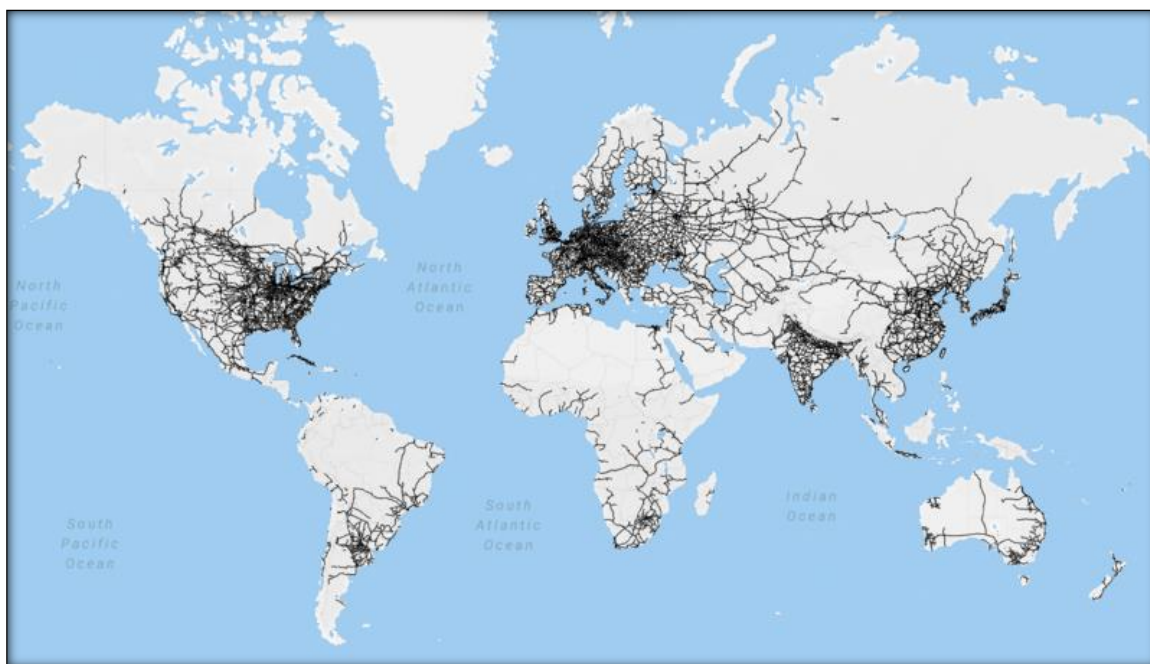 North
Pacific
Ocean
North
Atlantic
Ocean
South
Pacific
Ocean
South
Atlantic
Ocean
Indian
Ocean